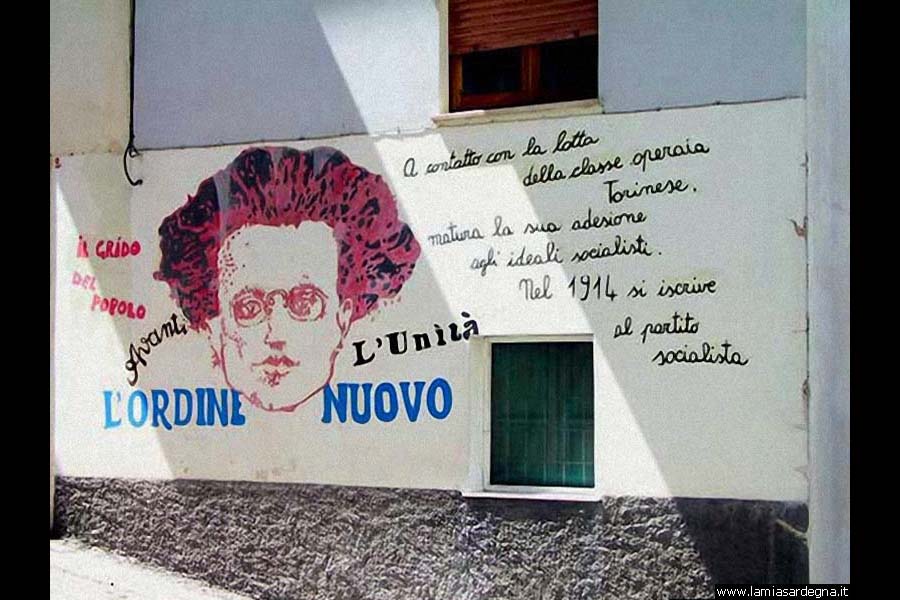 A contatto con la lotta
della classe operaia
Torinese,
matura la sua adesione
agli ideali socialisti.
Nel 1914 si iscrive
al partito
socialista
iL GRiDO
DEL
POPOLO
Avanti
L'Unità
L'ORDINE NUOVO
www.lamiasardegna.it